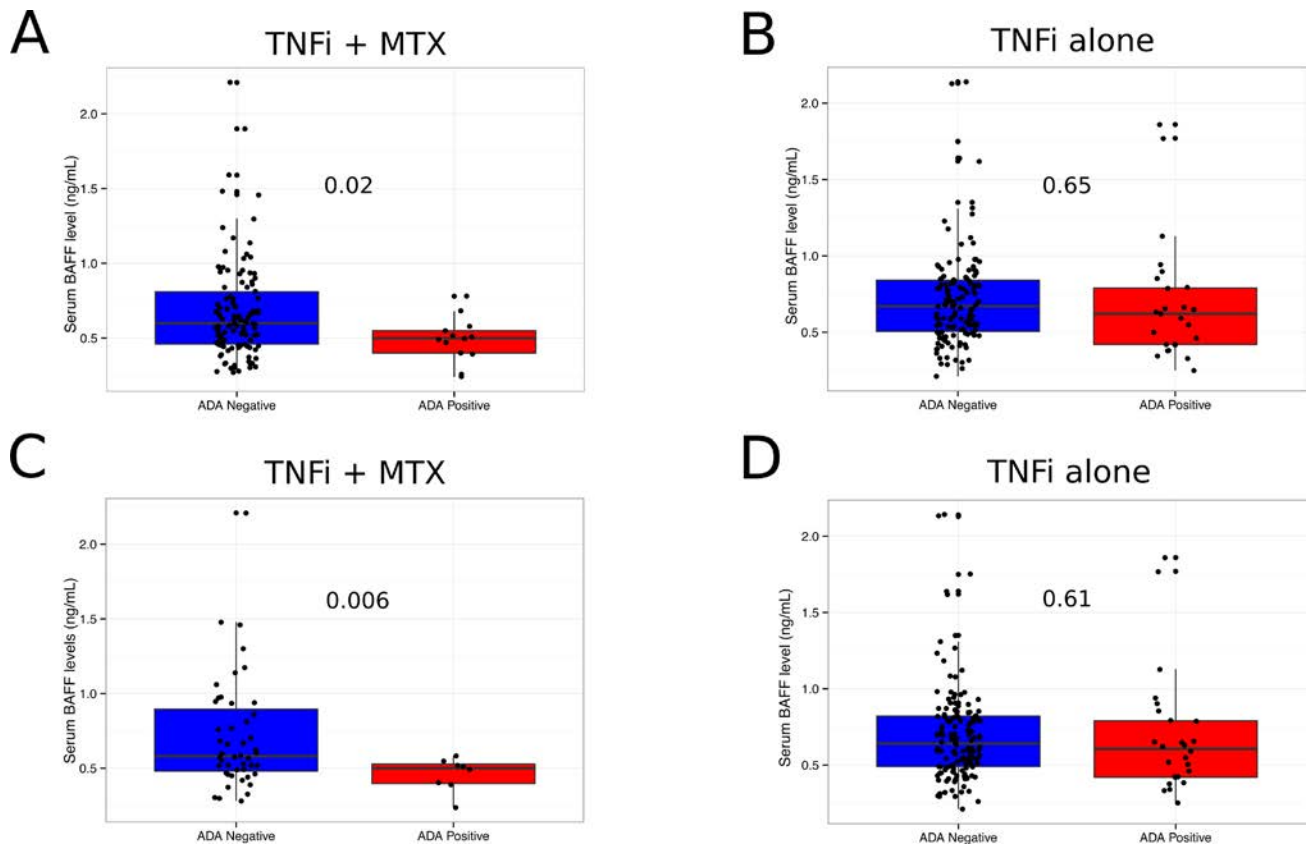 A
TNFi + MTX
Serum BAFF level (ng/mL)
2.0
1.5
1.0
0.5
0.02
ADA Negative
ADA Positive
B
TNFi alone
Serum BAFF level (ng/mL)
2.0
1.5
1.0
0.5
0.65
ADA Negative
ADA Positive
C
TNFi + MTX
Serum BAFF levels (ng/mL)
2.0
1.5
1.0
0.5
0.006
ADA Negative
ADA Positive
D
TNFi alone
Serum BAFF level (ng/mL)
2.0
1.5
1.0
0.5
0.61
ADA Negative
ADA Positive